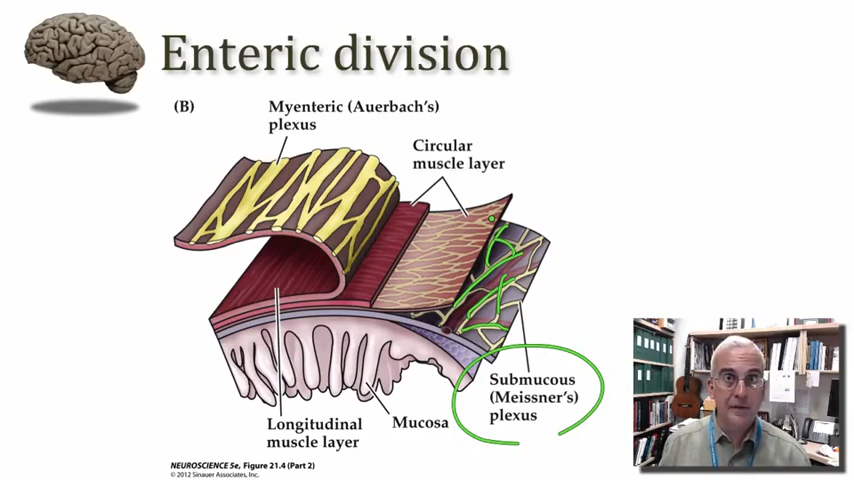 Enteric division
(B)
Myenteric (Auerbach's)
plexus
Circular
muscle layer
Submucous
(Meissner's)
plexus
Mucosa
Longitudinal
muscle layer
NEUROSCIENCE 5e, Figure 21.4 (Part 2)
© 2012 Sinauer Associates, Inc.